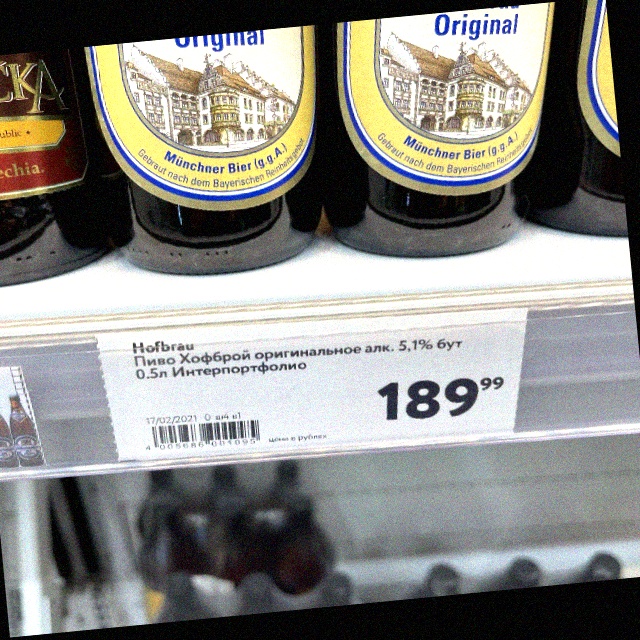 Original
Original
Münchner Bier (g.g.A.)
Gebraut nach dem Bayerischen Reinheitsgebot
Münchner Bier (g.g.A.)
Gebraut nach dem Bayerischen Reinheitsgebot
echia.
Hofbrau
Пиво Хофброй оригинальное алк. 5,1% бут
0.5л Интерпортфолио
189⁹⁹
17/02/2021
цены в рублях